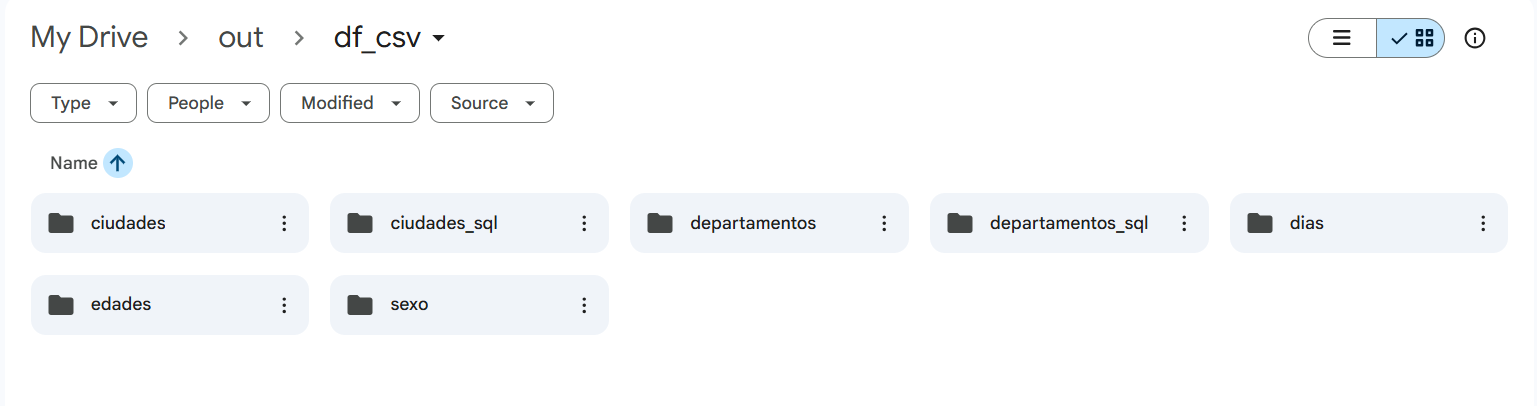 My Drive > out > df_csv
Type People Modified Source
Name
ciudades ciudades_sql departamentos departamentos_sql dias
edades sexo